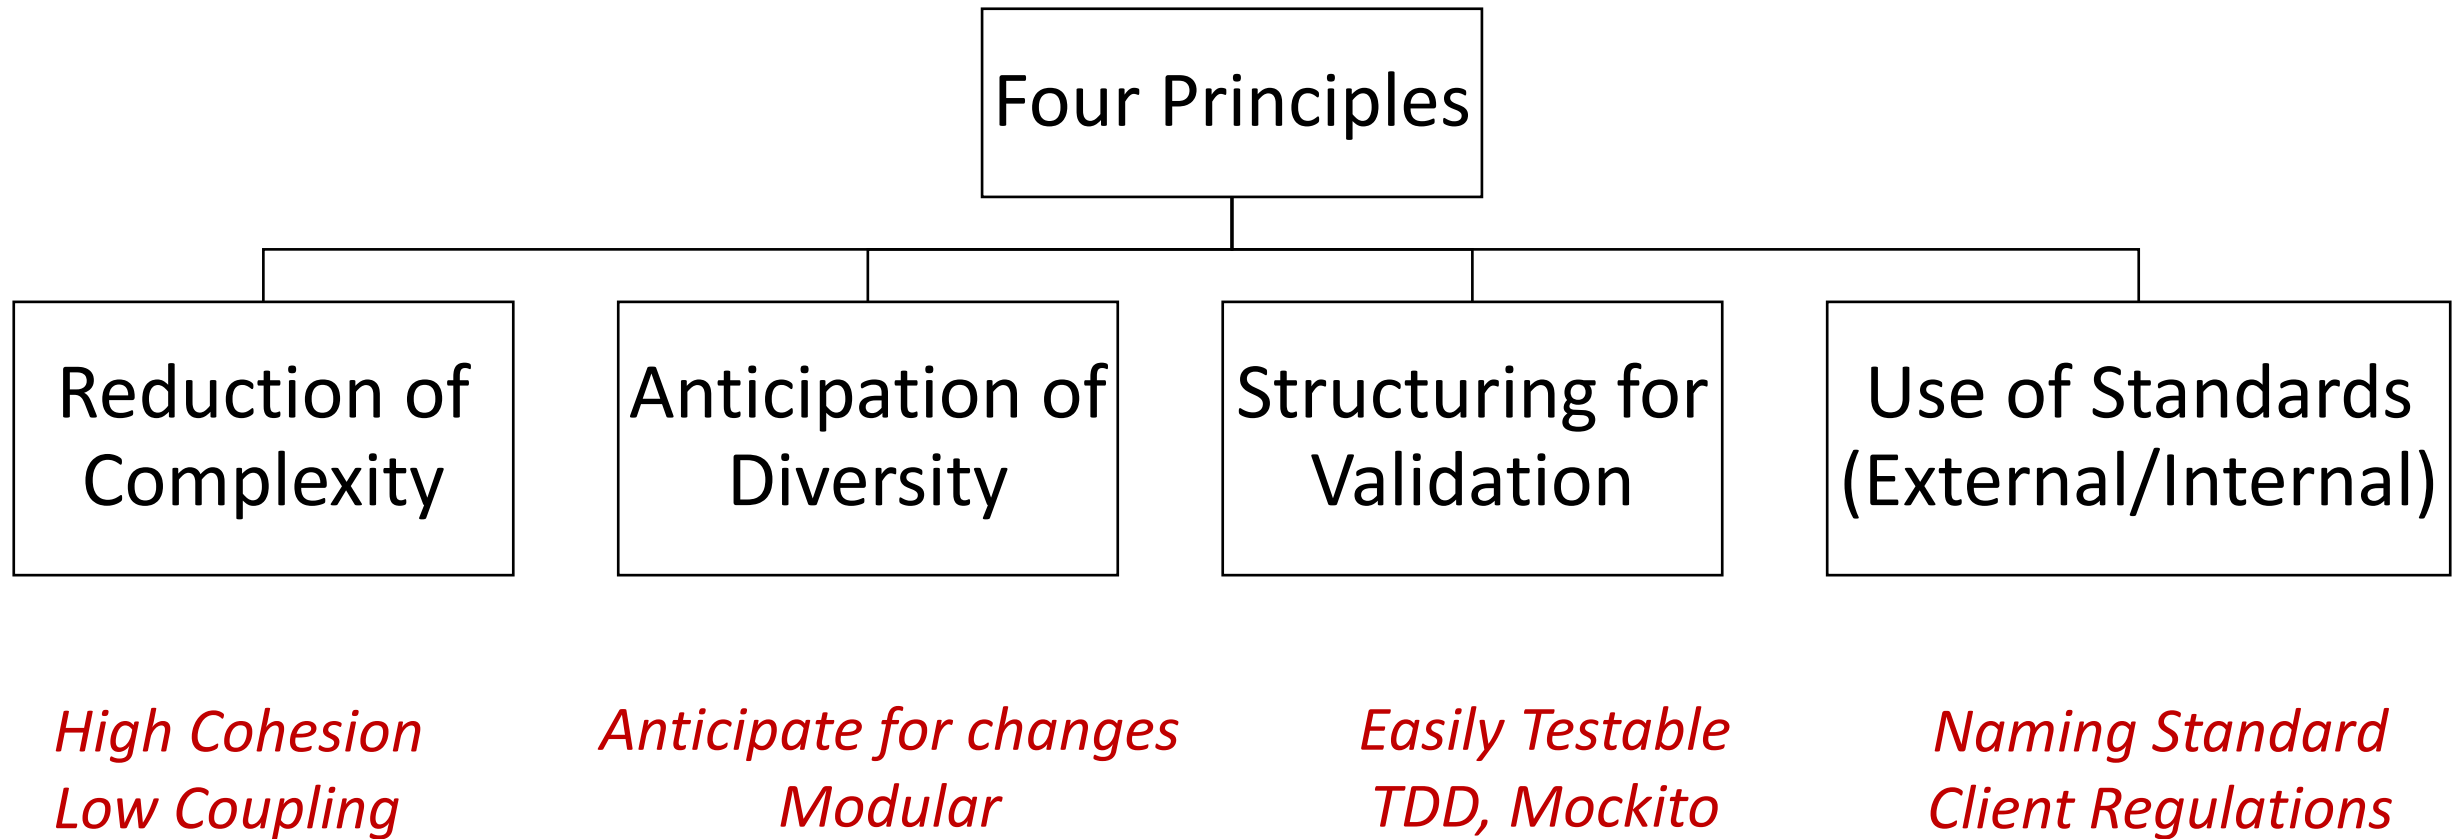 Four Principles
Reduction of
Complexity
Anticipation of
Diversity
Structuring for
Validation
Use of Standards
(External/Internal)
High Cohesion
Low Coupling
Anticipate for changes
Modular
Easily Testable
TDD, Mockito
Naming Standard
Client Regulations